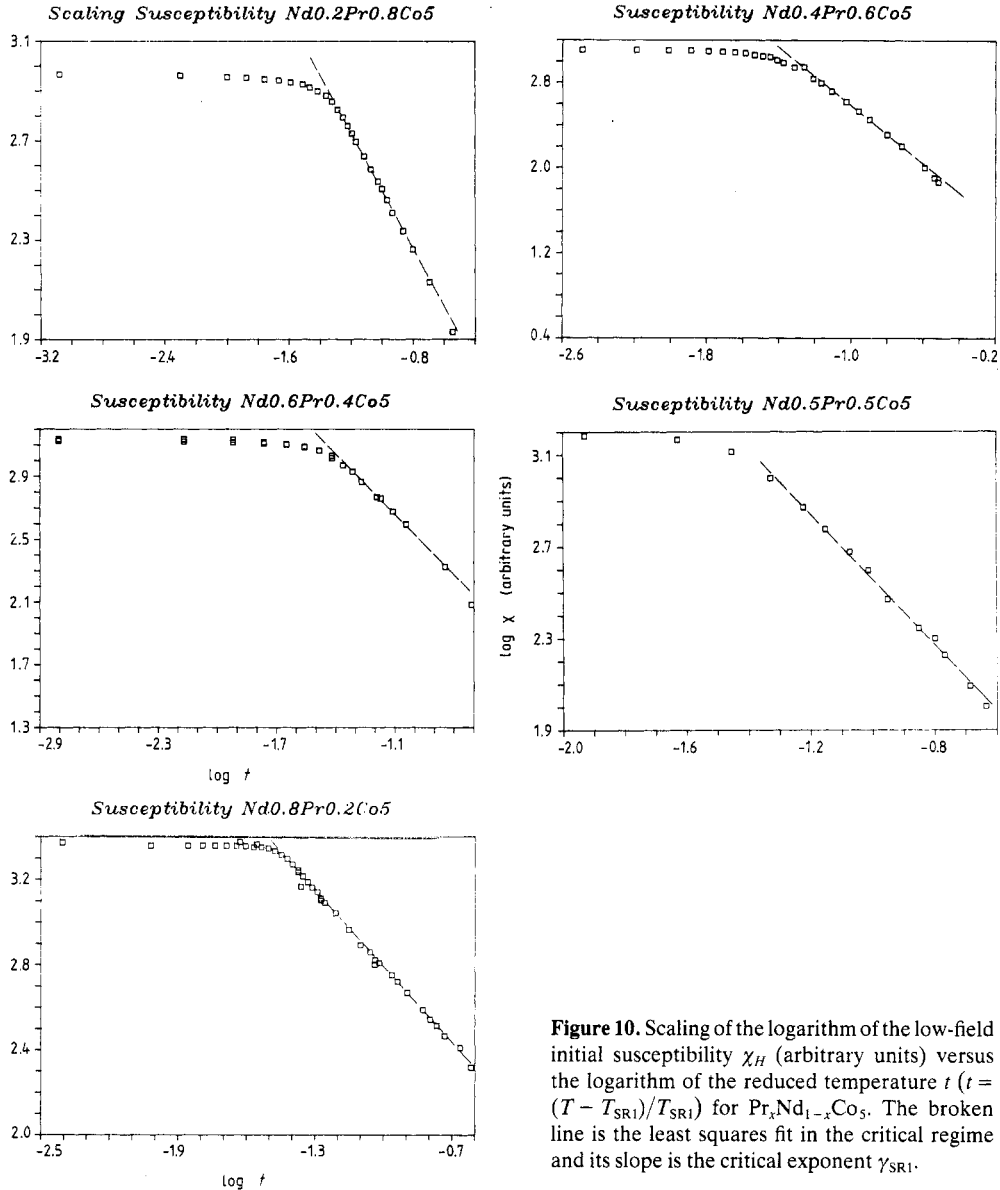 Scaling Susceptibility Nd0.2Pr0.8Co5
3.1
2.7
2.3
1.9
-3.2 -2.4 -1.6 -0.8
Susceptibility Nd0.4Pr0.6Co5
2.8
2.0
1.2
0.4
-2.6 -1.8 -1.0 -0.2
Susceptibility Nd0.6Pr0.4Co5
2.9
2.5
2.1
1.7
1.3
-2.9 -2.3 -1.7 -1.1
log t
Susceptibility Nd0.5Pr0.5Co5
log χ (arbitrary units)
3.1
2.7
2.3
1.9
-2.0 -1.6 -1.2 -0.8
Susceptibility Nd0.8Pr0.2Co5
3.2
2.8
2.4
2.0
-2.5 -1.9 -1.3 -0.7
log t
Figure 10. Scaling of the logarithm of the low-field
initial susceptibility χH (arbitrary units) versus
the logarithm of the reduced temperature t (t =
(T − TSR1)/TSR1) for PrxNd1−xCo5. The broken
line is the least squares fit in the critical regime
and its slope is the critical exponent γSR1.